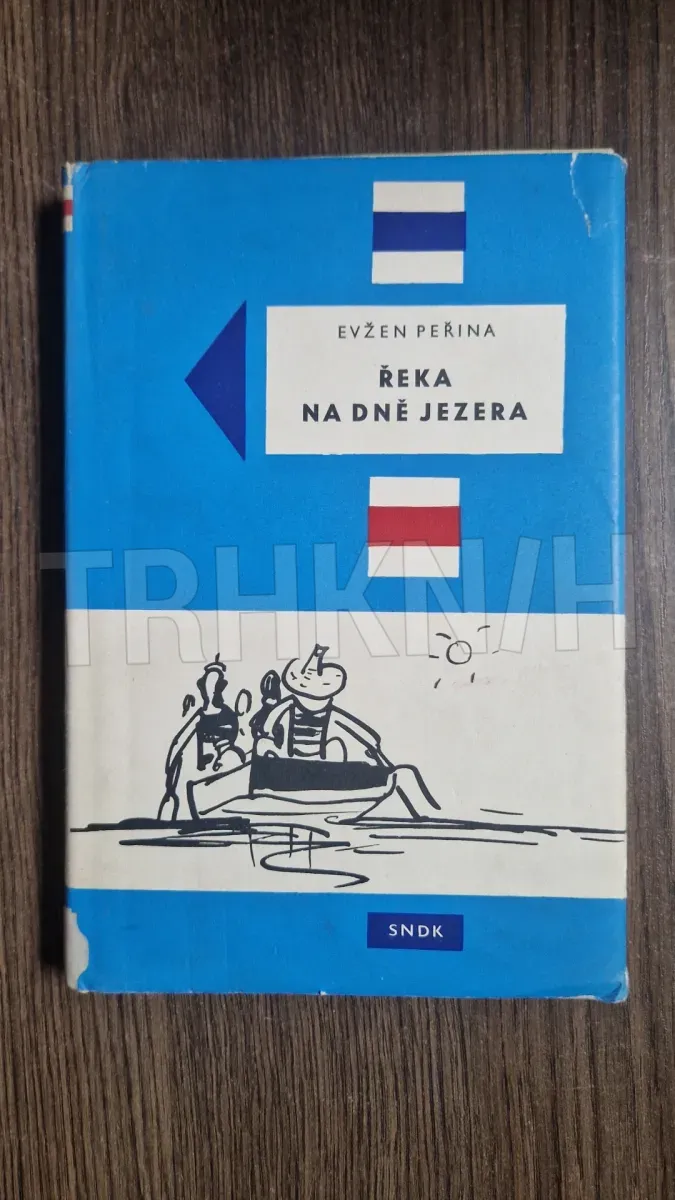 EVŽEN PEŘINA
ŘEKA
NA DNĚ JEZERA
TRHKNIH
SNDK